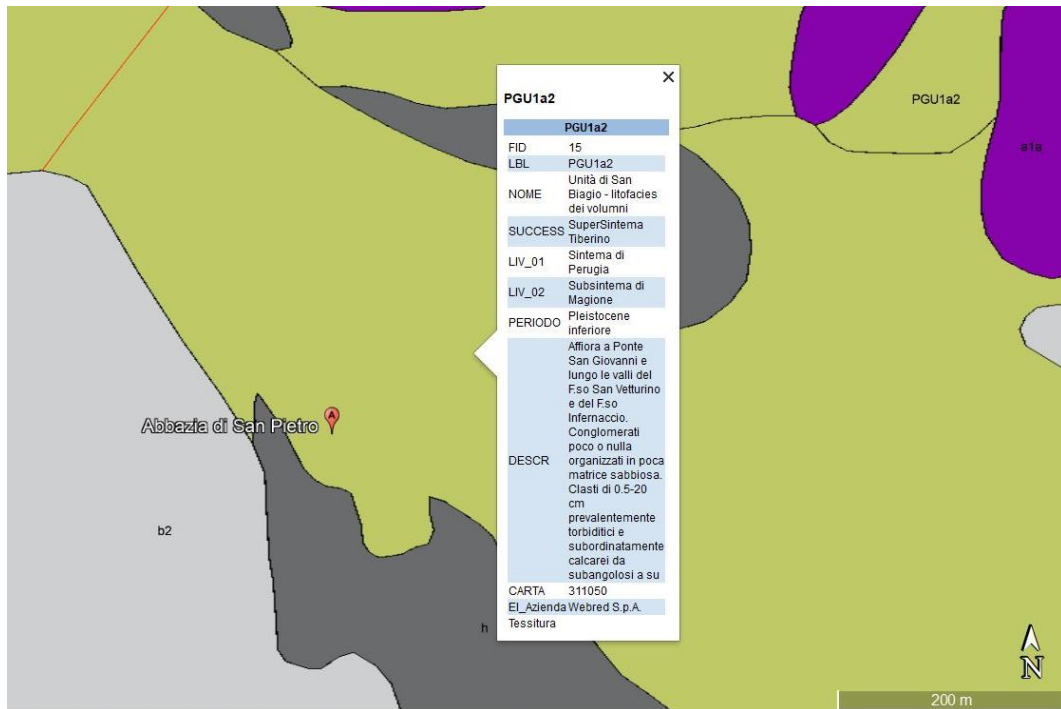 PGU1a2
PGU1a2
FID 15
LBL PGU1a2
NOME Unità di San
Biagio - litofacies
dei volumni
SUCCESS SuperSintema
Tiberino
LIV_01 Sintema di
Perugia
LIV_02 Subsintema di
Magione
PERIODO Pleistocene
inferiore
DESCR Affiora a Ponte
San Giovanni e
lungo le valli del
F.so San Vetturino
e del F.so
Infernaccio.
Conglomerati
poco o nulla
organizzati in poca
matrice sabbiosa.
Clasti di 0.5-20
cm
prevalentemente
torbiditici e
subordinatamente
calcarei da
subangolosi a su
CARTA 311050
El_Azienda Webred S.p.A.
Tessitura
PGU1a2
a1a
Abbazia di San Pietro
A
b2
h
N
200 m